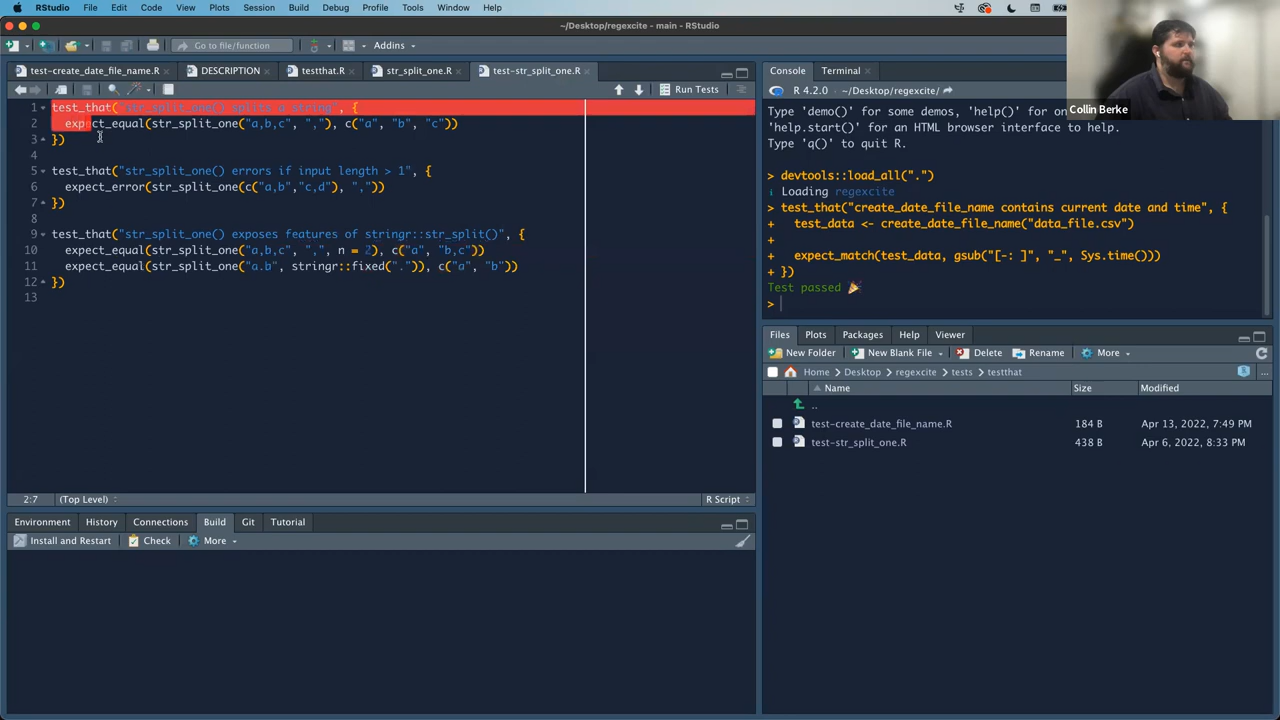 RStudio File Edit Code View Plots Session Build Debug Profile Tools Window Help
~/Desktop/regexcite - main - RStudio
Go to file/function Addins
test-create_date_file_name.R DESCRIPTION testthat.R str_split_one.R test-str_split_one.R
Run Tests
1 test_that("str_split_one() splits a string", {
2 expect_equal(str_split_one("a,b,c", ","), c("a", "b", "c"))
3 })
4
5 test_that("str_split_one() errors if input length > 1", {
6 expect_error(str_split_one(c("a,b","c,d"), ","))
7 })
8
9 test_that("str_split_one() exposes features of stringr::str_split()", {
10 expect_equal(str_split_one("a,b,c", ",", n = 2), c("a", "b,c"))
11 expect_equal(str_split_one("a.b", stringr::fixed(".")), c("a", "b"))
12 })
13
2:7 (Top Level) R Script
Environment History Connections Build Git Tutorial
Install and Restart Check More
Console Terminal
R 4.2.0 · ~/Desktop/regexcite/
Type 'demo()' for some demos, 'help()' for on
'help.start()' for an HTML browser interface to help.
Type 'q()' to quit R.
> devtools::load_all(".")
ℹ Loading regexcite
> test_that("create_date_file_name contains current date and time", {
+ test_data <- create_date_file_name("data_file.csv")
+
+ expect_match(test_data, gsub("[-: ]", "_", Sys.time()))
+ })
Test passed 🎉
>
Files Plots Packages Help Viewer
New Folder New Blank File Delete Rename More
Home Desktop regexcite tests testthat
Name Size Modified
..
test-create_date_file_name.R 184 B Apr 13, 2022, 7:49 PM
test-str_split_one.R 438 B Apr 6, 2022, 8:33 PM
Collin Berke